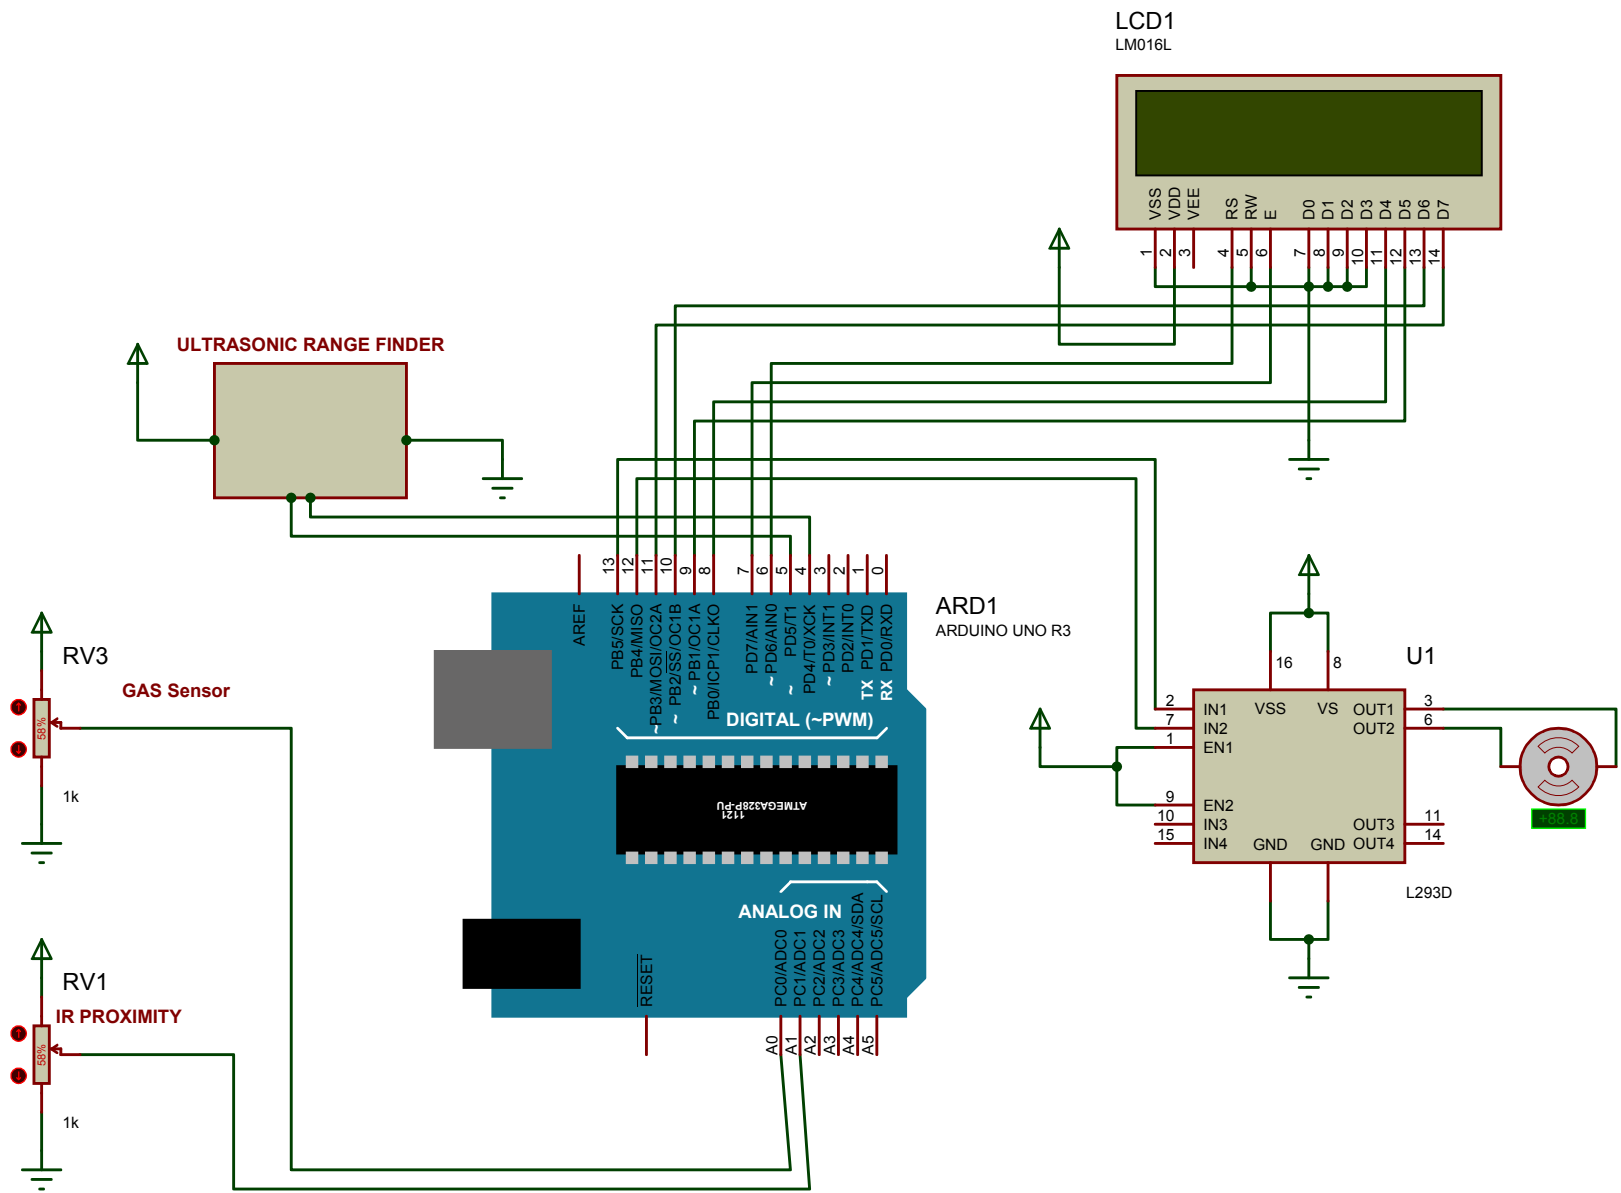 LCD1
LM016L
VSS
VDD
VEE
RS
RW
E
D0
D1
D2
D3
D4
D5
D6
D7
1
2
3
4
5
6
7
8
9
10
11
12
13
14
ULTRASONIC RANGE FINDER
ARD1
ARDUINO UNO R3
AREF
13
12
11
10
9
8
7
6
5
4
3
2
1
0
PB5/SCK
PB4/MISO
~PB3/MOSI/OC2A
~ PB2/SS/OC1B
~ PB1/OC1A
PB0/ICP1/CLKO
PD7/AIN1
~ PD6/AIN0
~ PD5/T1
PD4/T0/XCK
~ PD3/INT1
PD2/INT0
TX PD1/TXD
RX PD0/RXD
DIGITAL (~PWM)
ATMEGA328P-PU
1121
ANALOG IN
RESET
PC0/ADC0
PC1/ADC1
PC2/ADC2
PC3/ADC3
PC4/ADC4/SDA
PC5/ADC5/SCL
A0
A1
A2
A3
A4
A5
RV3
GAS Sensor
58%
1k
RV1
IR PROXIMITY
58%
1k
U1
16
8
2
7
1
9
10
15
IN1
IN2
EN1
EN2
IN3
IN4
VSS
VS
OUT1
OUT2
OUT3
OUT4
GND
GND
3
6
11
14
L293D
+88.8